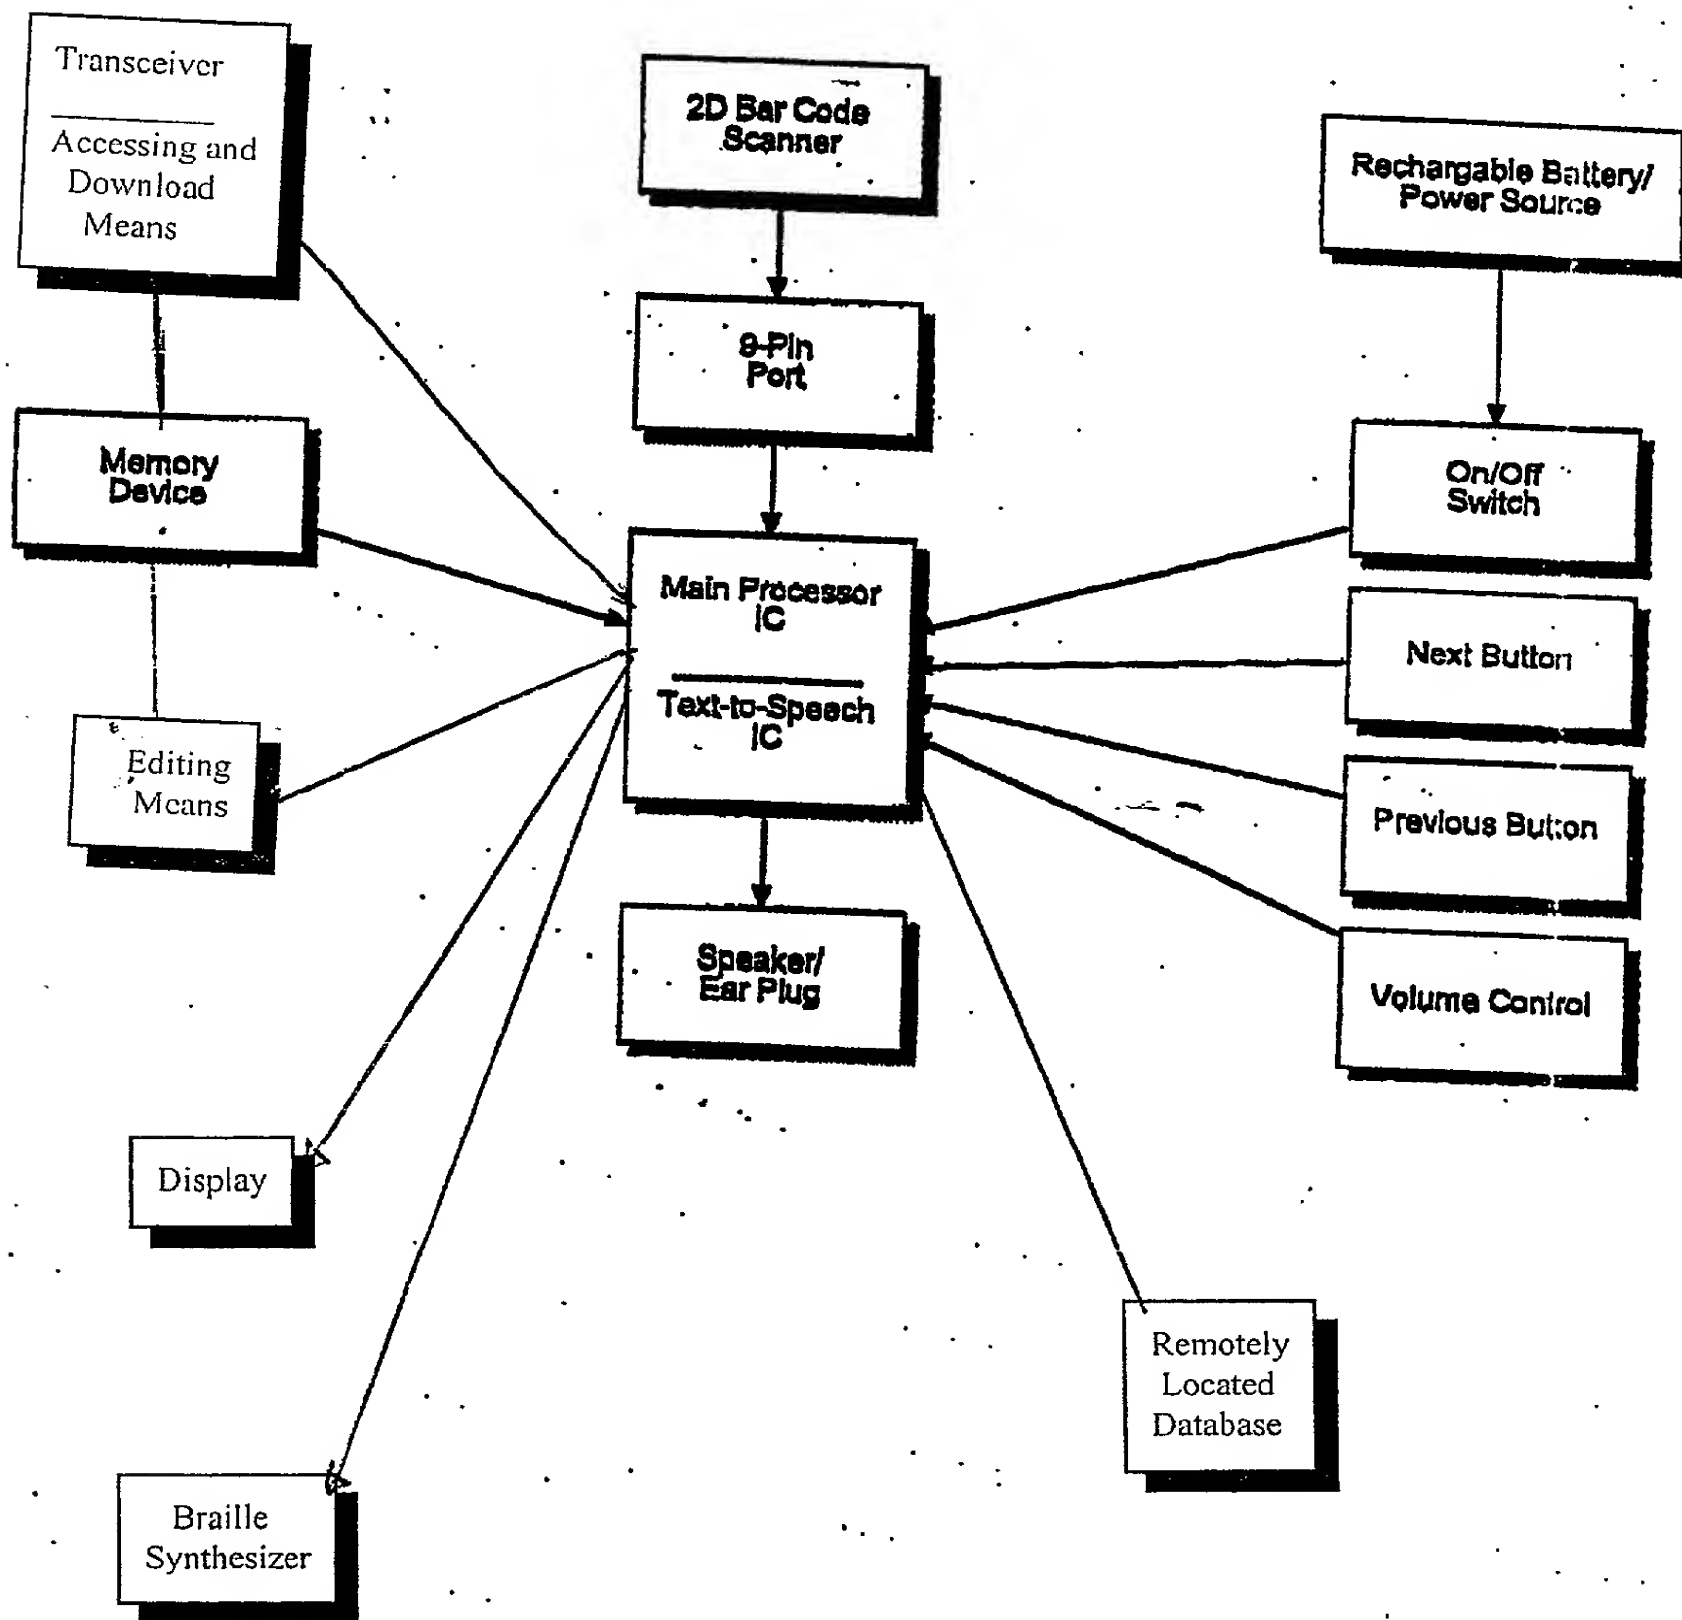 Transceiver
Accessing and
Download
Means
2D Bar Code
Scanner
Rechargable Battery/
Power Source
9-Pin
Port
Memory
Device
On/Off
Switch
Main Processor
IC
Text-to-Speech
IC
Next Button
Editing
Means
Previous Button
Speaker/
Ear Plug
Volume Control
Display
Remotely
Located
Database
Braille
Synthesizer